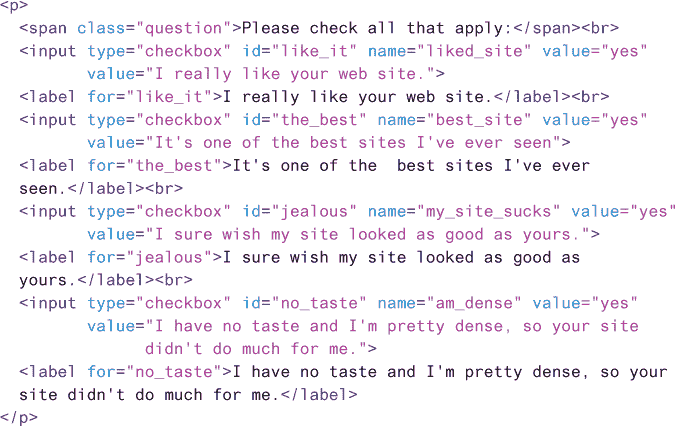 <p>
<span class="question">Please check all that apply:</span><br>
<input type="checkbox" id="like_it" name="liked_site" value="yes"
value="I really like your web site.">
<label for="like_it">I really like your web site.</label><br>
<input type="checkbox" id="the_best" name="best_site" value="yes"
value="It's one of the best sites I've ever seen">
<label for="the_best">It's one of the  best sites I've ever
seen.</label><br>
<input type="checkbox" id="jealous" name="my_site_sucks" value="yes"
value="I sure wish my site looked as good as yours.">
<label for="jealous">I sure wish my site looked as good as
yours.</label><br>
<input type="checkbox" id="no_taste" name="am_dense" value="yes"
value="I have no taste and I'm pretty dense, so your site
didn't do much for me.">
<label for="no_taste">I have no taste and I'm pretty dense, so your
site didn't do much for me.</label>
</p>